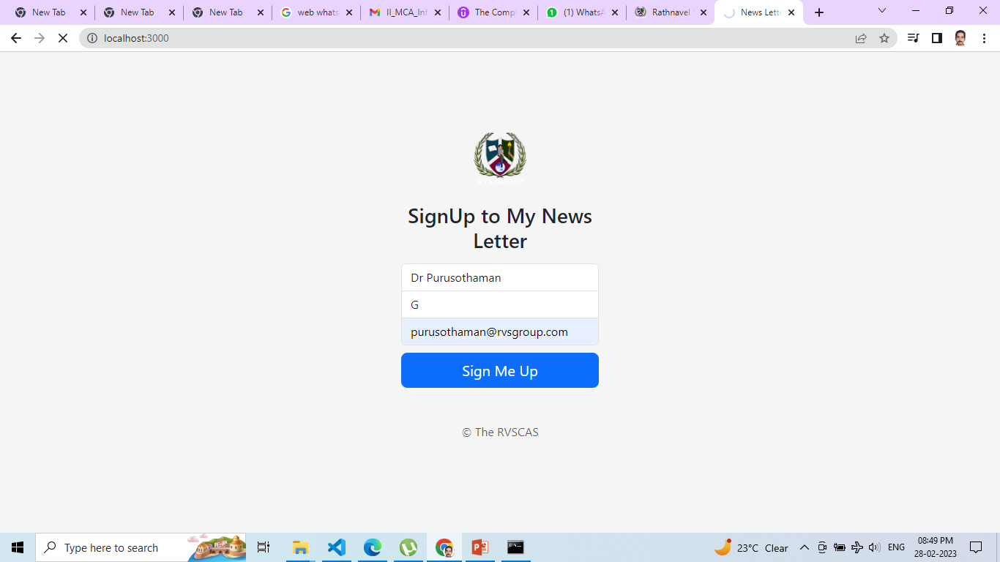 New Tab
New Tab
New Tab
web whats
II_MCA_Inf
The Compl
(1) WhatsA
Rathnavel
News Lette
localhost:3000
RVS GROUP
SignUp to My News
Letter
Dr Purusothaman
G
purusothaman@rvsgroup.com
Sign Me Up
© The RVSCAS
Type here to search
23°C Clear
ENG
08:49 PM
28-02-2023